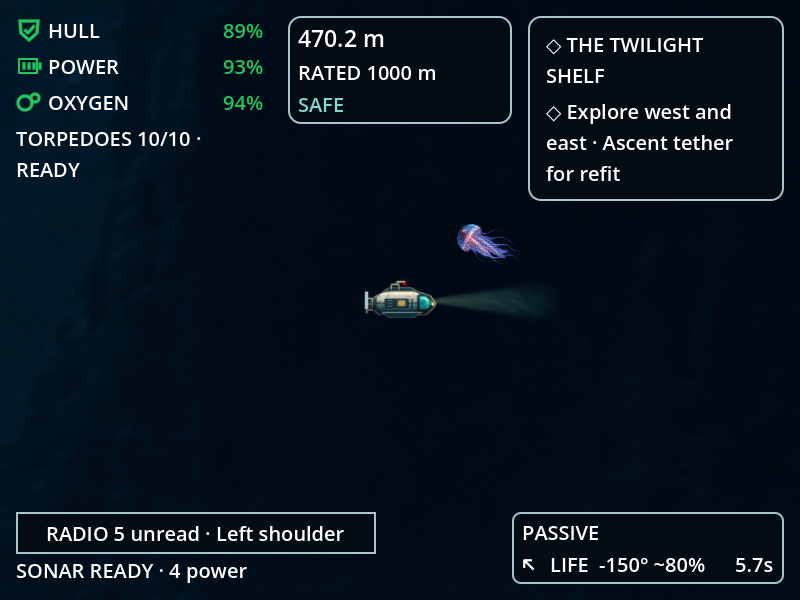 HULL 89%
POWER 93%
OXYGEN 94%
TORPEDOES 10/10 ·
READY
470.2 m
RATED 1000 m
SAFE
◇ THE TWILIGHT
SHELF
◇ Explore west and
east · Ascent tether
for refit
RADIO 5 unread · Left shoulder
SONAR READY · 4 power
PASSIVE
↖ LIFE -150° ~80% 5.7s